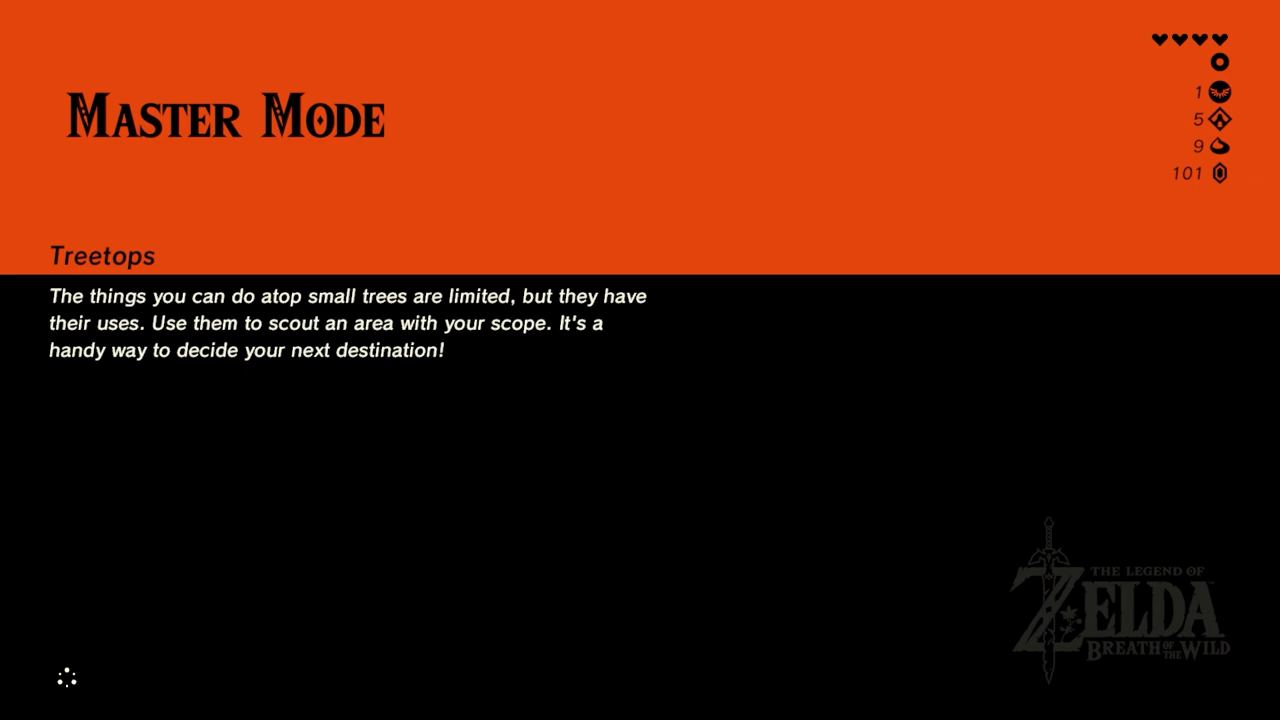 Master Mode
1
5
9
101
Treetops
The things you can do atop small trees are limited, but they have
their uses. Use them to scout an area with your scope. It's a
handy way to decide your next destination!
THE LEGEND OF
ZELDA
BREATH OF THE WILD